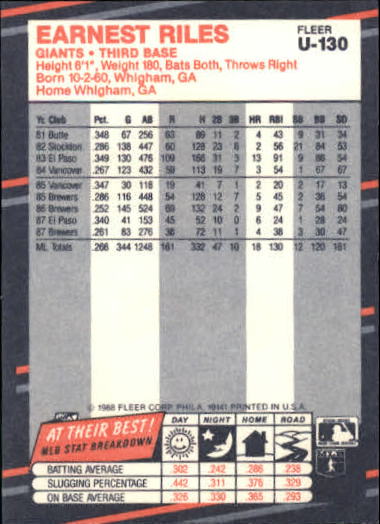 EARNEST RILES
FLEER
U-130
GIANTS • THIRD BASE
Height 6'1", Weight 180, Bats Both, Throws Right
Born 10-2-60, Whigham, GA
Home Whigham, GA
Yr. Club Pct. G AB R H 2B 3B HR RBI SB BB SO
81 Butte .348 67 256 63 89 11 2 4 43 9 31 34
82 Stockton .286 138 447 60 128 23 6 2 56 21 84 53
83 El Paso .349 130 476 109 166 31 3 13 91 9 86 54
84 Vancouver .267 123 432 59 113 19 7 3 54 1 67 67
85 Vancouver .347 30 118 19 41 7 1 2 20 2 17 13
85 Brewers .286 116 448 54 128 12 7 5 45 2 36 54
86 Brewers .252 145 524 69 132 24 2 9 47 7 54 80
87 El Paso .340 41 153 45 52 10 0 6 24 1 28 24
87 Brewers .261 83 276 36 72 11 1 4 38 3 30 47
ML Totals .266 344 1248 161 332 47 10 18 130 12 120 181
© 1988 FLEER CORP. PHILA. 19141 PRINTED IN U.S.A.
AT THEIR BEST!
MLB STAT BREAKDOWN
DAY NIGHT HOME ROAD
BATTING AVERAGE .302 .242 .286 .238
SLUGGING PERCENTAGE .442 .311 .376 .329
ON BASE AVERAGE .326 .330 .365 .293